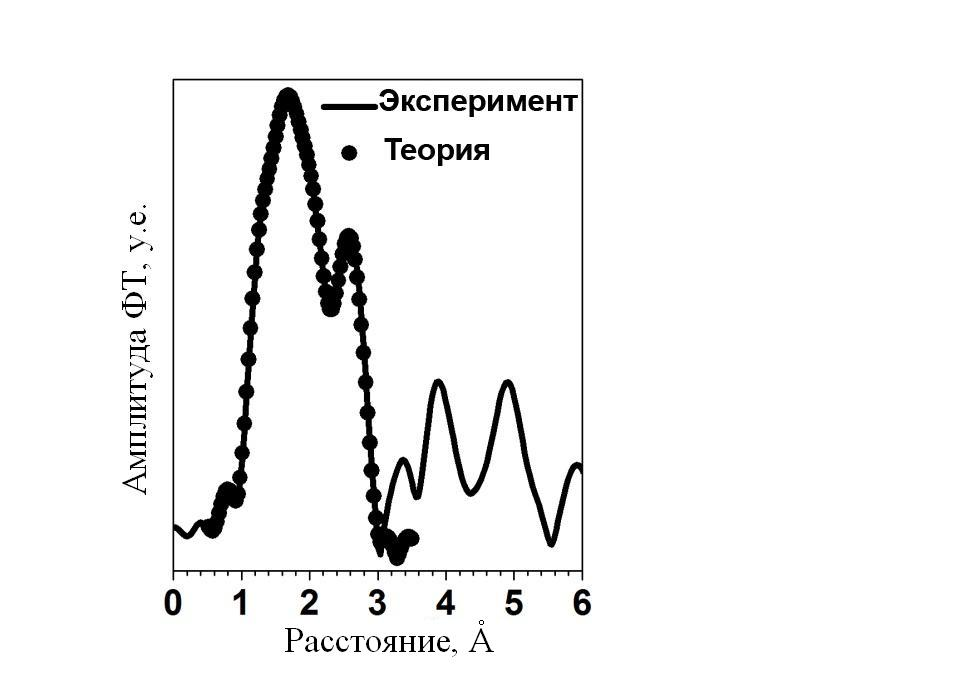 Эксперимент
Теория
Амплитуда ФТ, у.е.
0 1 2 3 4 5 6
Расстояние, Å